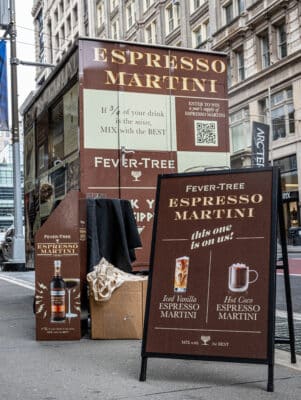 ESPRESSO
MARTINI
If 3/4 of your drink
is the mixer,
MIX with the BEST
ENTER TO WIN
ESPRESSO
MARTINI
FEVER-TREE
FEVER-TREE
ESPRESSO
MARTINI
this one
is on us!
Iced Vanilla
ESPRESSO
MARTINI
Hot Coco
ESPRESSO
MARTINI
MIX with the BEST
FEVER-TREE
ESPRESSO
MARTINI